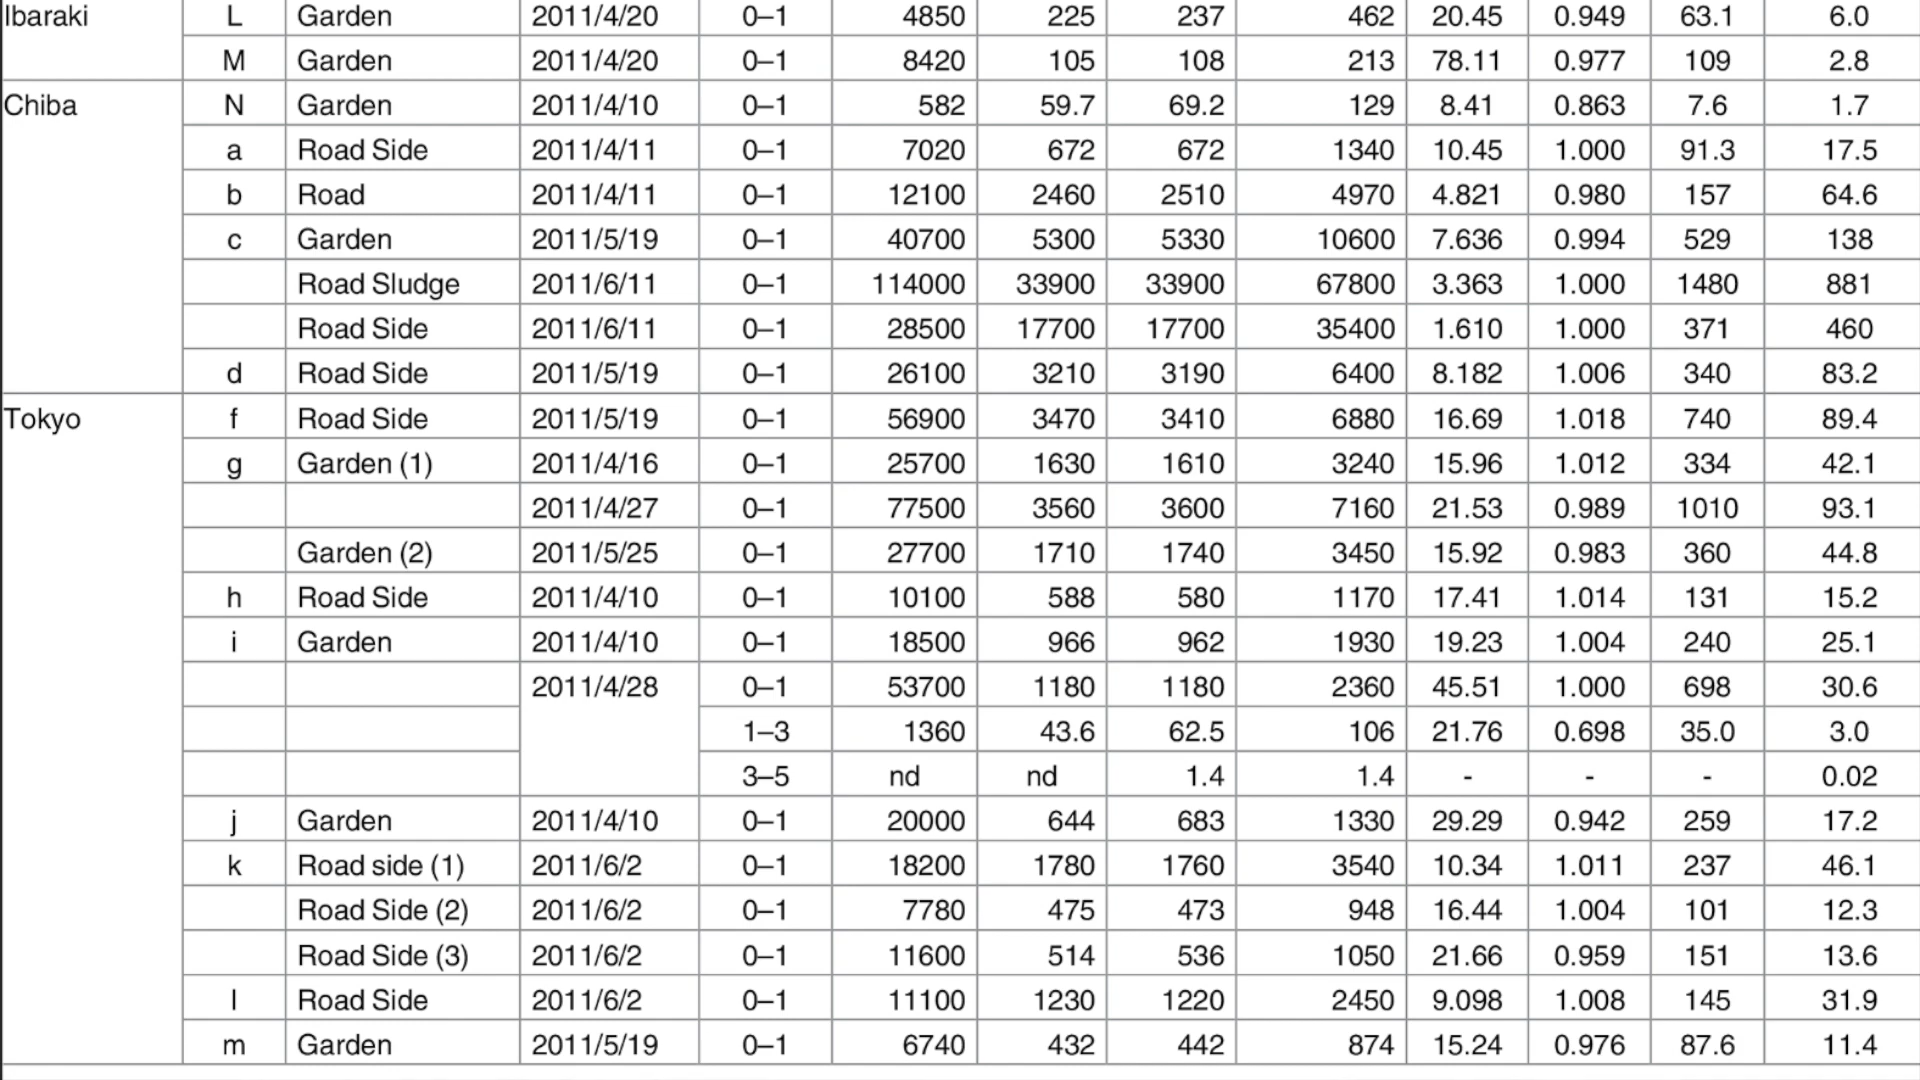 Ibaraki L Garden 2011/4/20 0–1 4850 225 237 462 20.45 0.949 63.1 6.0
M Garden 2011/4/20 0–1 8420 105 108 213 78.11 0.977 109 2.8
Chiba N Garden 2011/4/10 0–1 582 59.7 69.2 129 8.41 0.863 7.6 1.7
a Road Side 2011/4/11 0–1 7020 672 672 1340 10.45 1.000 91.3 17.5
b Road 2011/4/11 0–1 12100 2460 2510 4970 4.821 0.980 157 64.6
c Garden 2011/5/19 0–1 40700 5300 5330 10600 7.636 0.994 529 138
Road Sludge 2011/6/11 0–1 114000 33900 33900 67800 3.363 1.000 1480 881
Road Side 2011/6/11 0–1 28500 17700 17700 35400 1.610 1.000 371 460
d Road Side 2011/5/19 0–1 26100 3210 3190 6400 8.182 1.006 340 83.2
Tokyo f Road Side 2011/5/19 0–1 56900 3470 3410 6880 16.69 1.018 740 89.4
g Garden (1) 2011/4/16 0–1 25700 1630 1610 3240 15.96 1.012 334 42.1
2011/4/27 0–1 77500 3560 3600 7160 21.53 0.989 1010 93.1
Garden (2) 2011/5/25 0–1 27700 1710 1740 3450 15.92 0.983 360 44.8
h Road Side 2011/4/10 0–1 10100 588 580 1170 17.41 1.014 131 15.2
i Garden 2011/4/10 0–1 18500 966 962 1930 19.23 1.004 240 25.1
2011/4/28 0–1 53700 1180 1180 2360 45.51 1.000 698 30.6
1–3 1360 43.6 62.5 106 21.76 0.698 35.0 3.0
3–5 nd nd 1.4 1.4 - - - 0.02
j Garden 2011/4/10 0–1 20000 644 683 1330 29.29 0.942 259 17.2
k Road side (1) 2011/6/2 0–1 18200 1780 1760 3540 10.34 1.011 237 46.1
Road Side (2) 2011/6/2 0–1 7780 475 473 948 16.44 1.004 101 12.3
Road Side (3) 2011/6/2 0–1 11600 514 536 1050 21.66 0.959 151 13.6
l Road Side 2011/6/2 0–1 11100 1230 1220 2450 9.098 1.008 145 31.9
m Garden 2011/5/19 0–1 6740 432 442 874 15.24 0.976 87.6 11.4